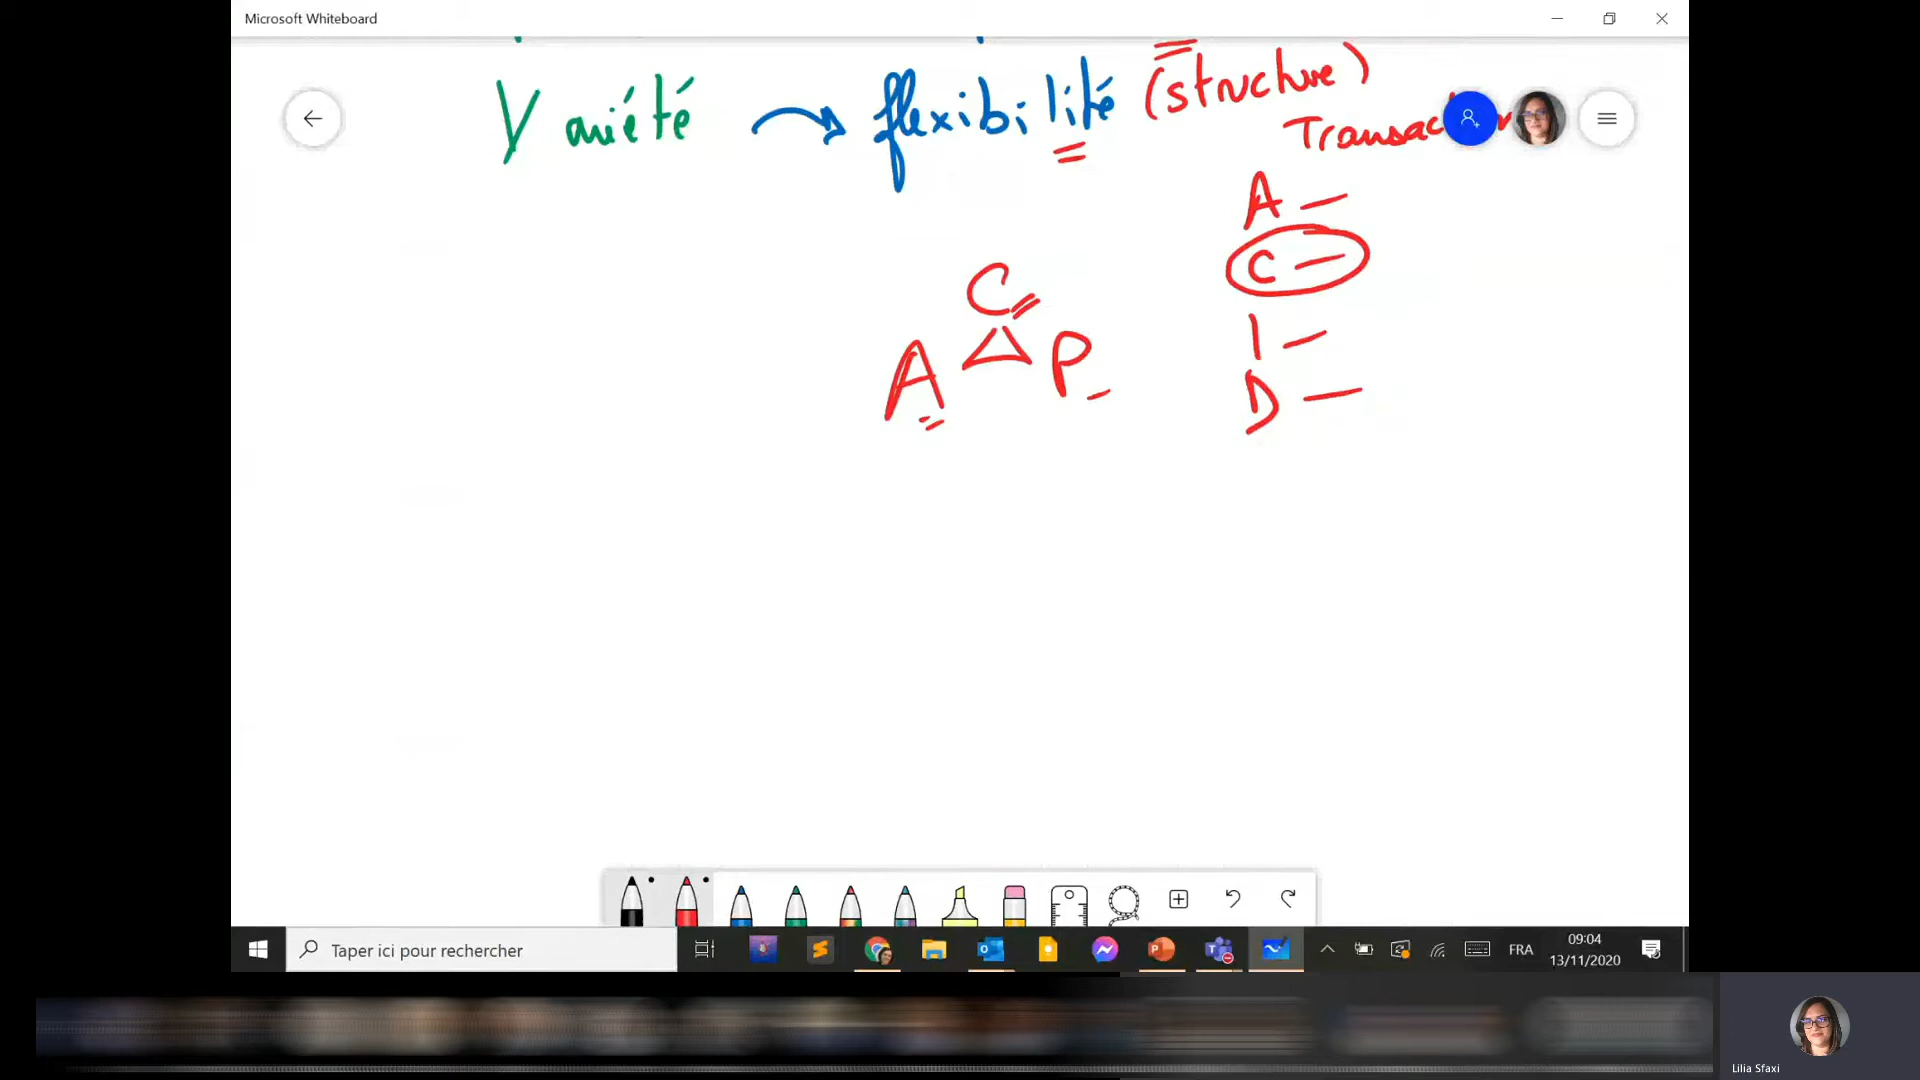 Microsoft Whiteboard
Variété → flexibilité (structure)
Transac
A –
C –
I –
D –
C
A P
Taper ici pour rechercher
FRA
09:04
13/11/2020
Lilia Sfaxi